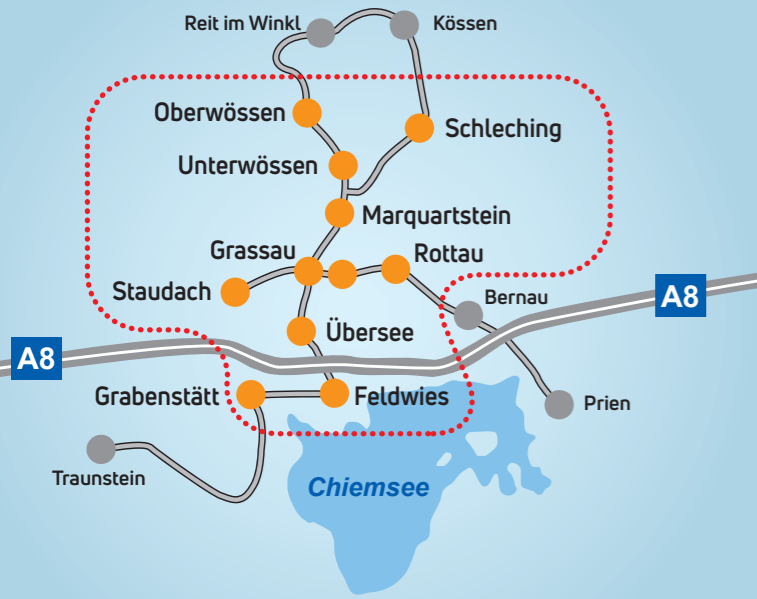 Reit im Winkl
Kössen
Oberwössen
Schleching
Unterwössen
Marquartstein
Grassau
Rottau
Staudach
Bernau
A8
Übersee
A8
Grabenstätt
Feldwies
Prien
Traunstein
Chiemsee